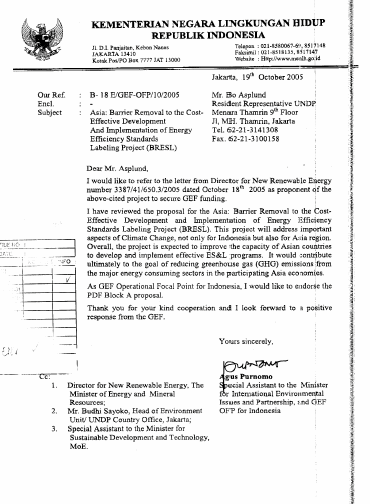 KEMENTERIAN NEGARA LINGKUNGAN HIDUP
REPUBLIK INDONESIA
Jl. D.I. Panjaitan, Kebon Nanas
JAKARTA 13410
Kotak Pos/PO Box 7777 JAT 13000
Telepon : 021-8580067-69, 8517148
Faksimil : 021-8518135, 8517147
Website : Http://www.menlh.go.id
Jakarta, 19th October 2005
Our Ref. : B- 18 E/GEF-OFP/10/2005
Encl. : -
Subject : Asia: Barrier Removal to the Cost-
Effective Development
And Implementation of Energy
Efficiency Standards
Labeling Project (BRESL)
Mr. Bo Asplund
Resident Representative UNDP
Menara Thamrin 9th Floor
Jl, MH. Thamrin, Jakarta
Tel. 62-21-3141308
Fax. 62-21-3100158
Dear Mr. Asplund,
I would like to refer to the letter from Director for New Renewable Energy
number 3387/41/650.3/2005 dated October 18th 2005 as proponent of the
above-cited project to secure GEF funding.
I have reviewed the proposal for the Asia: Barrier Removal to the Cost-
Effective Development and Implementation of Energy Efficiency
Standards Labeling Project (BRESL). This project will address important
aspects of Climate Change, not only for Indonesia but also for Asia region.
Overall, the project is expected to improve the capacity of Asian countries
to develop and implement effective ES&L programs. It would contribute
ultimately to the goal of reducing greenhouse gas (GHG) emissions from
the major energy consuming sectors in the participating Asia economies.
As GEF Operational Focal Point for Indonesia, I would like to endorse the
PDF Block A proposal.
Thank you for your kind cooperation and I look forward to a positive
response from the GEF.
Yours sincerely,
Agus Purnomo
Special Assistant to the Minister
for International Environmental
Issues and Partnership, and GEF
OFP for Indonesia
FILE NO.
INFO
Cc:
1. Director for New Renewable Energy, The
Minister of Energy and Mineral
Resources;
2. Mr. Budhi Sayoko, Head of Environment
Unit/ UNDP Country Office, Jakarta;
3. Special Assistant to the Minister for
Sustainable Development and Technology,
MoE.